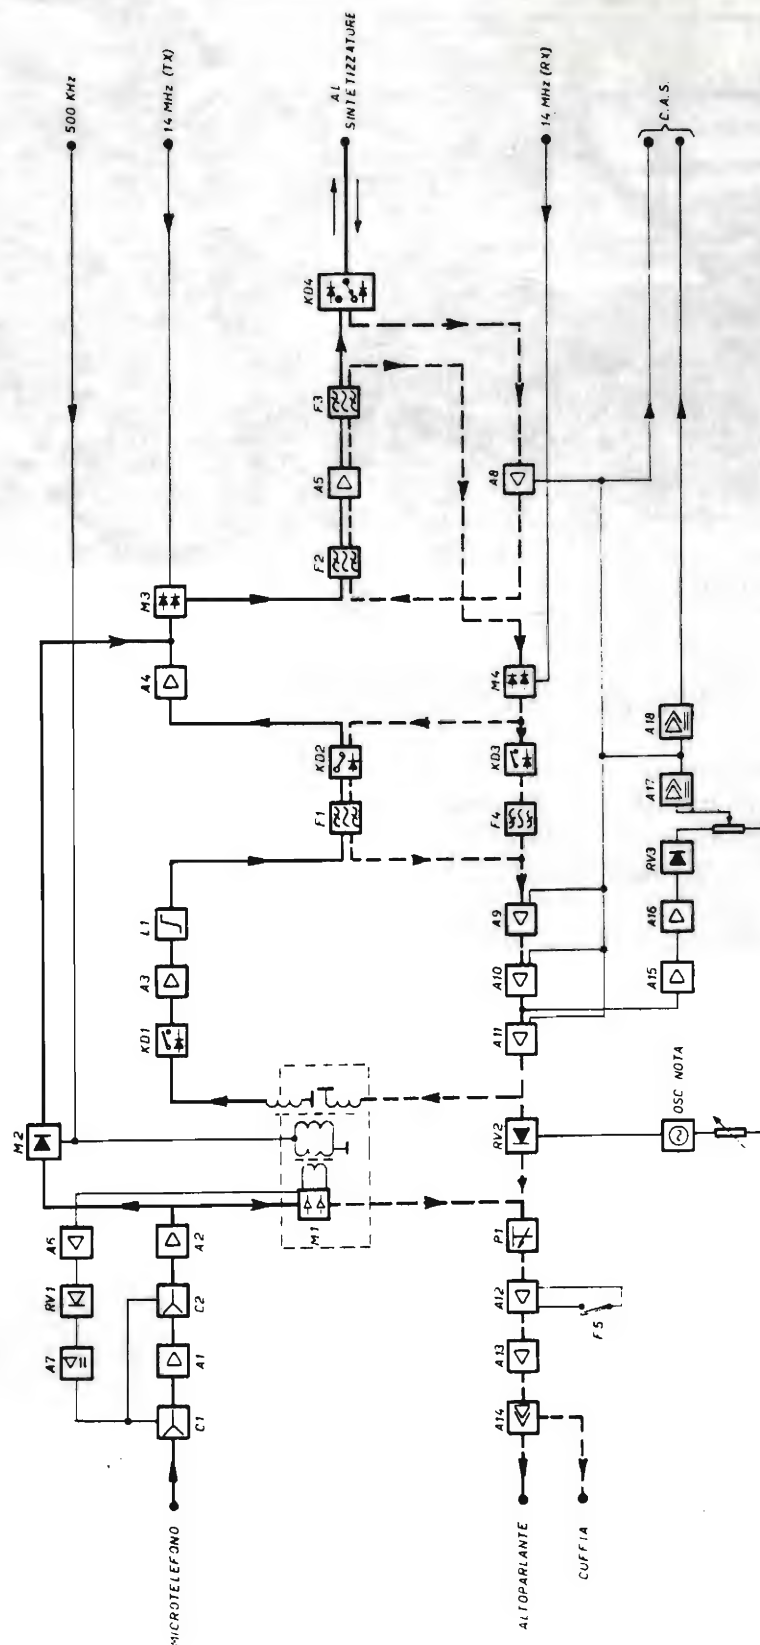 500 KHz
14 MHz (TX)
AL
SINTETIZZATORE
14 MHz (RX)
C.A.S.
KD4
F3
A5
F2
A8
M3
A4
M4
KD2
KD3
F1
F4
A18
A17
RV3
L1
A3
KD1
A9
A10
A11
A16
A15
M2
M1
RV2
OSC NOTA
A6
A2
RV1
C2
A7
A1
C1
P1
A12
F5
A13
A14
MICROTELEFONO
ALTOPARLANTE
CUFFIA